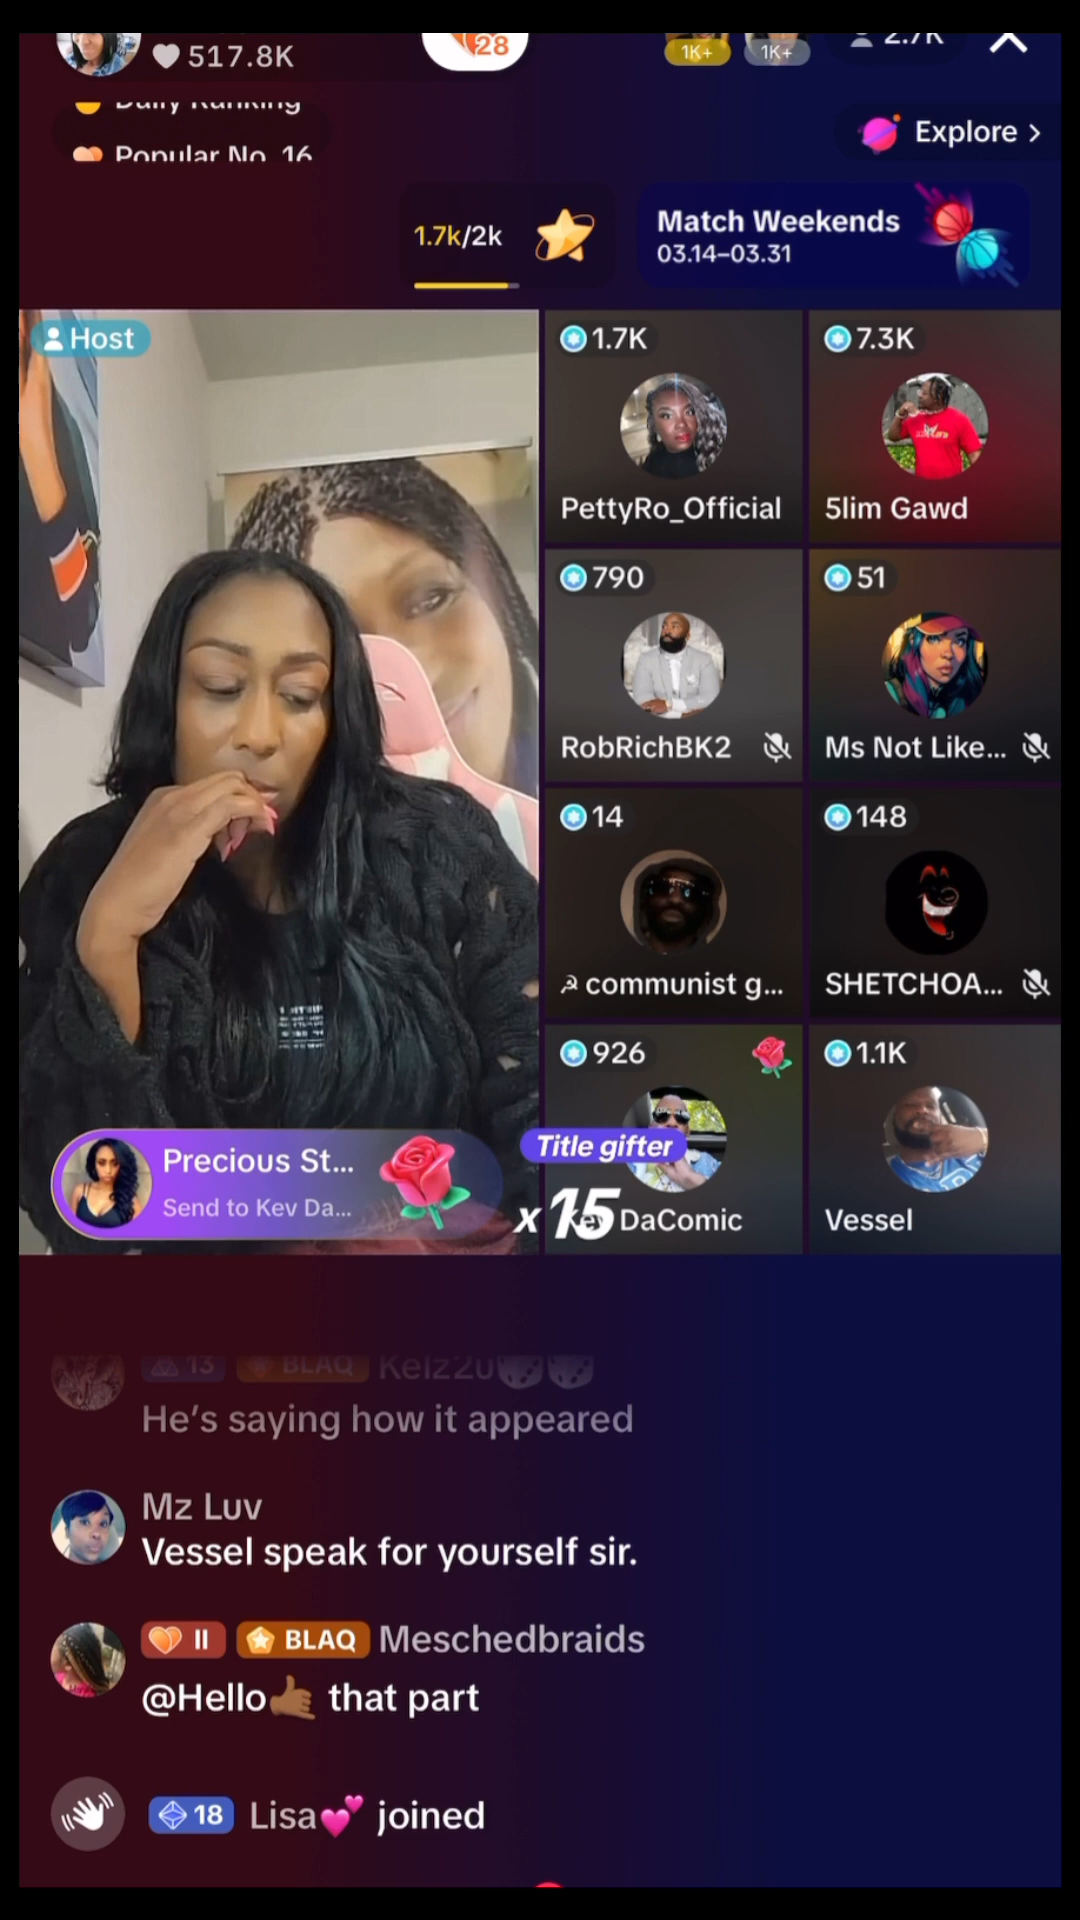 517.8K
28
1K+
1K+
2.7K
Daily Ranking
Popular No. 16
Explore >
1.7k/2k
Match Weekends
03.14–03.31
Host
1.7K
PettyRo_Official
7.3K
5lim Gawd
790
RobRichBK2
51
Ms Not Like...
14
☭ communist g...
148
SHETCHOA...
926
Title gifter
DaComic
1.1K
Vessel
Precious St...
Send to Kev Da...
x 15
13 BLAQ Kelz2u🎲🎲
He's saying how it appeared
Mz Luv
Vessel speak for yourself sir.
II BLAQ Meschedbraids
@Hello🤙🏾 that part
18 Lisa💕 joined